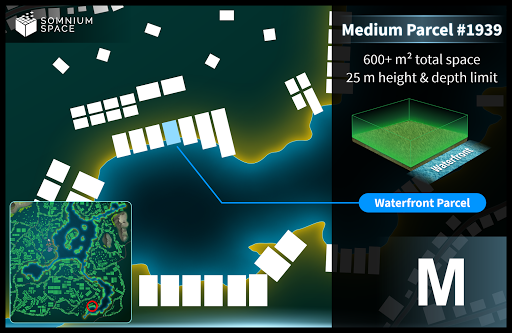 SOMNIUM
SPACE
Medium Parcel #1939
600+ m² total space
25 m height & depth limit
Waterfront
Waterfront Parcel
M